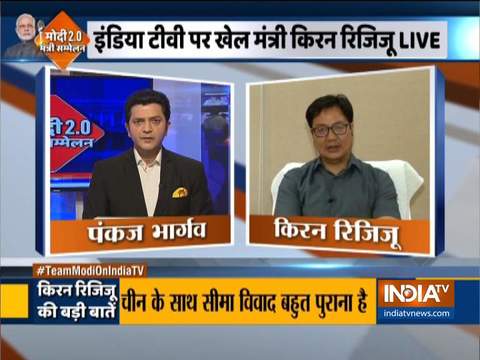 मोदी 2.0
मंत्री सम्मेलन
इंडिया टीवी पर खेल मंत्री किरन रिजिजू LIVE
दी 2.0
सम्मेलन
पंकज भार्गव
किरन रिजिजू
#TeamModiOnIndiaTV
किरन रिजिजू
की बड़ी बातें
चीन के साथ सीमा विवाद बहुत पुराना है
INDIA TV
indiatvnews.com